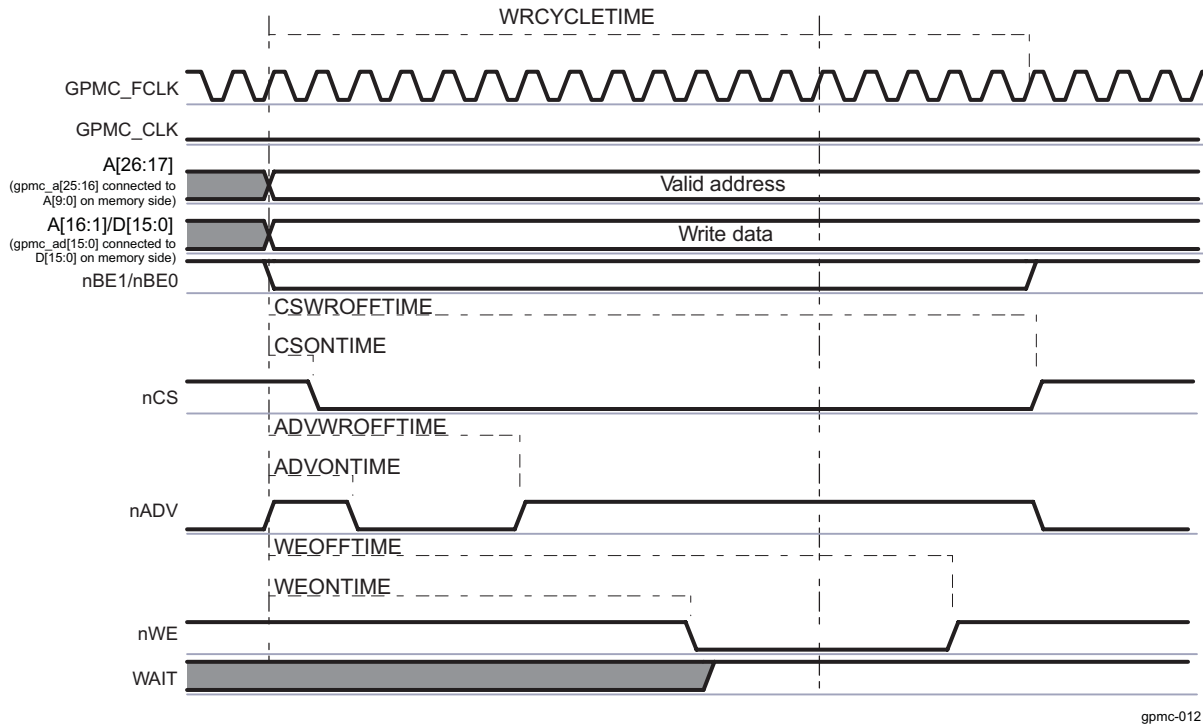 WRCYCLETIME
GPMC_FCLK
GPMC_CLK
A[26:17]
(gpmc_a[25:16] connected to
A[9:0] on memory side)
Valid address
A[16:1]/D[15:0]
(gpmc_ad[15:0] connected to
D[15:0] on memory side)
Write data
nBE1/nBE0
CSWROFFTIME
CSONTIME
nCS
ADVWROFFTIME
ADVONTIME
nADV
WEOFFTIME
WEONTIME
nWE
WAIT
gpmc-012